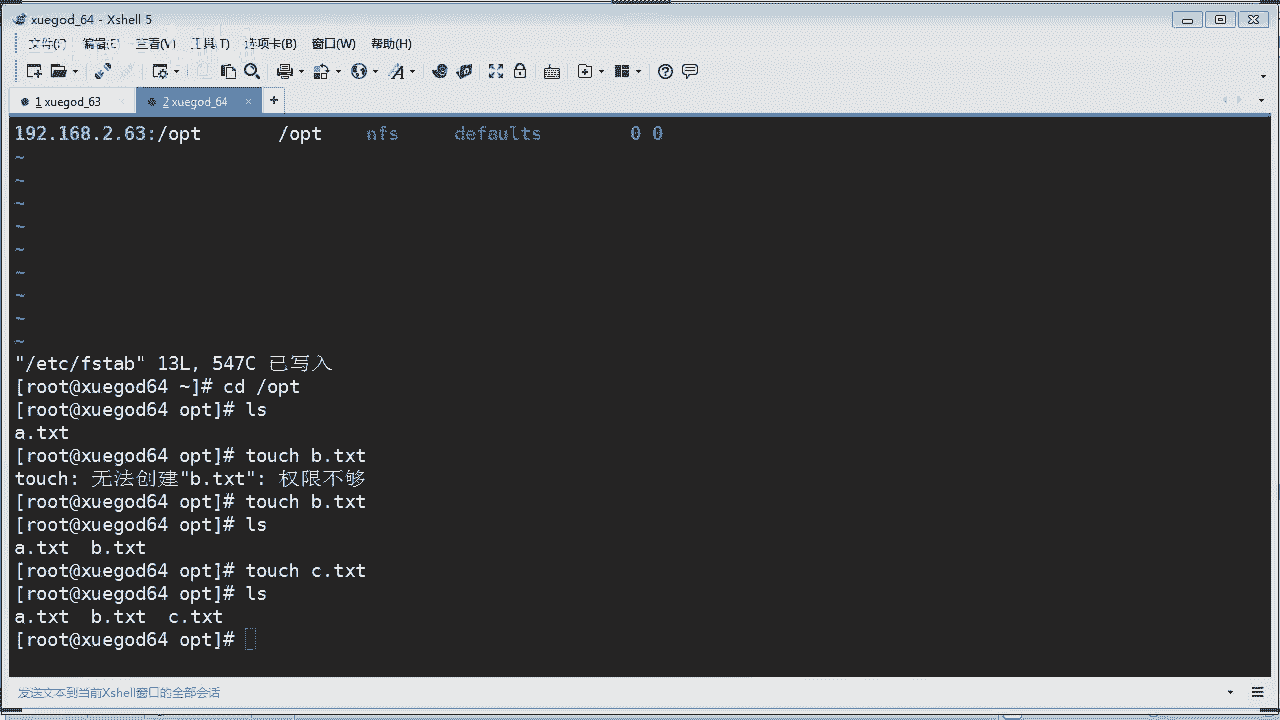 xuegod_64 - Xshell 5
文件(F) 编辑(E) 查看(V) 工具(T) 选项卡(B) 窗口(W) 帮助(H)
1 xuegod_63
2 xuegod_64
192.168.2.63:/opt /opt nfs defaults 0 0
~
~
~
~
~
~
~
~
~
"/etc/fstab" 13L, 547C 已写入
[root@xuegod64 ~]# cd /opt
[root@xuegod64 opt]# ls
a.txt
[root@xuegod64 opt]# touch b.txt
touch: 无法创建"b.txt": 权限不够
[root@xuegod64 opt]# touch b.txt
[root@xuegod64 opt]# ls
a.txt b.txt
[root@xuegod64 opt]# touch c.txt
[root@xuegod64 opt]# ls
a.txt b.txt c.txt
[root@xuegod64 opt]#
发送文本到当前Xshell窗口的全部会话